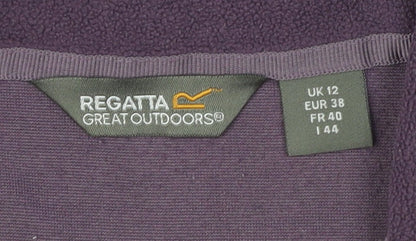 REGATTA
GREAT OUTDOORS®
UK 12
EUR 38
FR 40
I 44